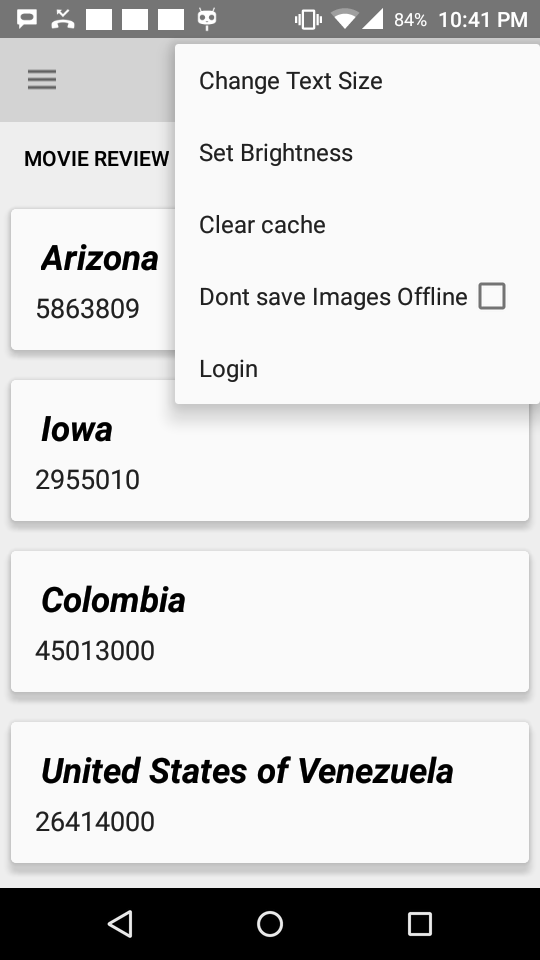 84% 10:41 PM
Change Text Size
MOVIE REVIEW
Set Brightness
Clear cache
Dont save Images Offline
Login
Arizona
5863809
Iowa
2955010
Colombia
45013000
United States of Venezuela
26414000